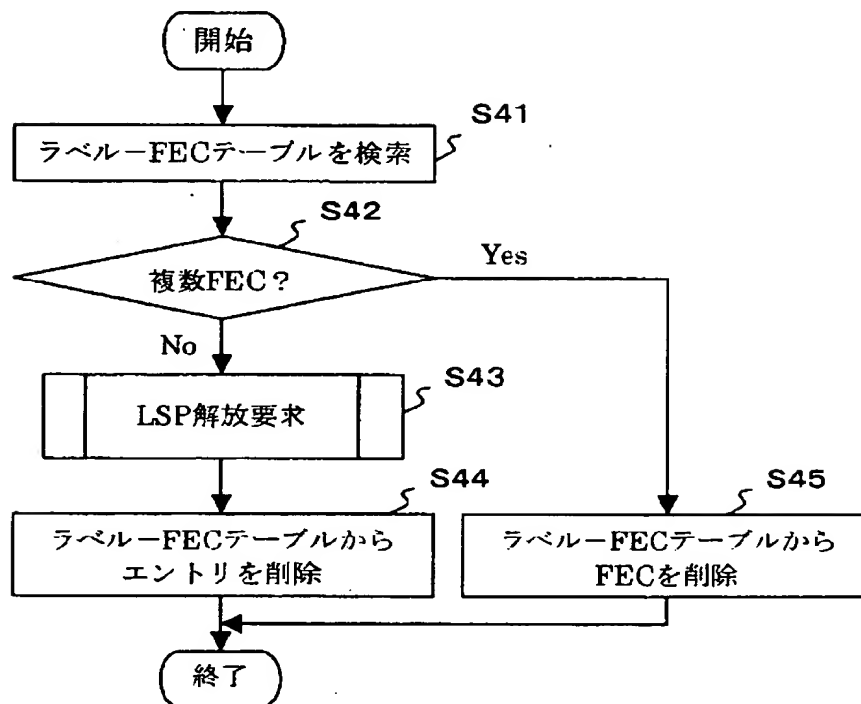 開始
S41
ラベル－FECテーブルを検索
S42
複数FEC？
Yes
No
S43
LSP解放要求
S44
ラベル－FECテーブルから
エントリを削除
S45
ラベル－FECテーブルから
FECを削除
終了